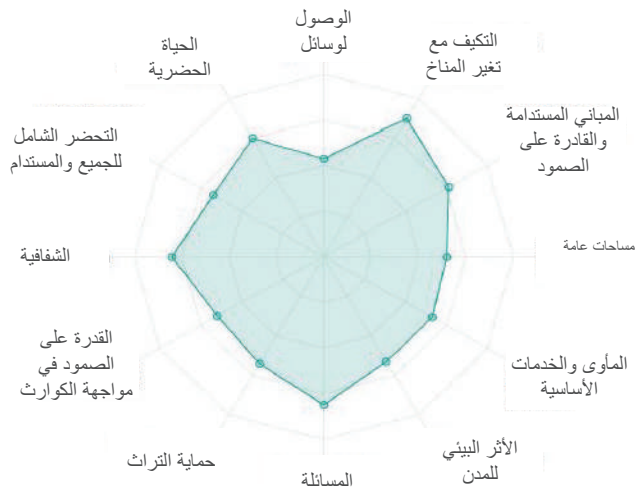 الوصول
لوسائل
التكيف مع
تغير المناخ
المباني المستدامة
والقادرة على
الصمود
مساحات عامة
المأوى والخدمات
الأساسية
الأثر البيئي
للمدن
المسائلة
حماية التراث
القدرة على
الصمود في
مواجهة الكوارث
الشفافية
التحضر الشامل
للجميع والمستدام
الحياة
الحضرية